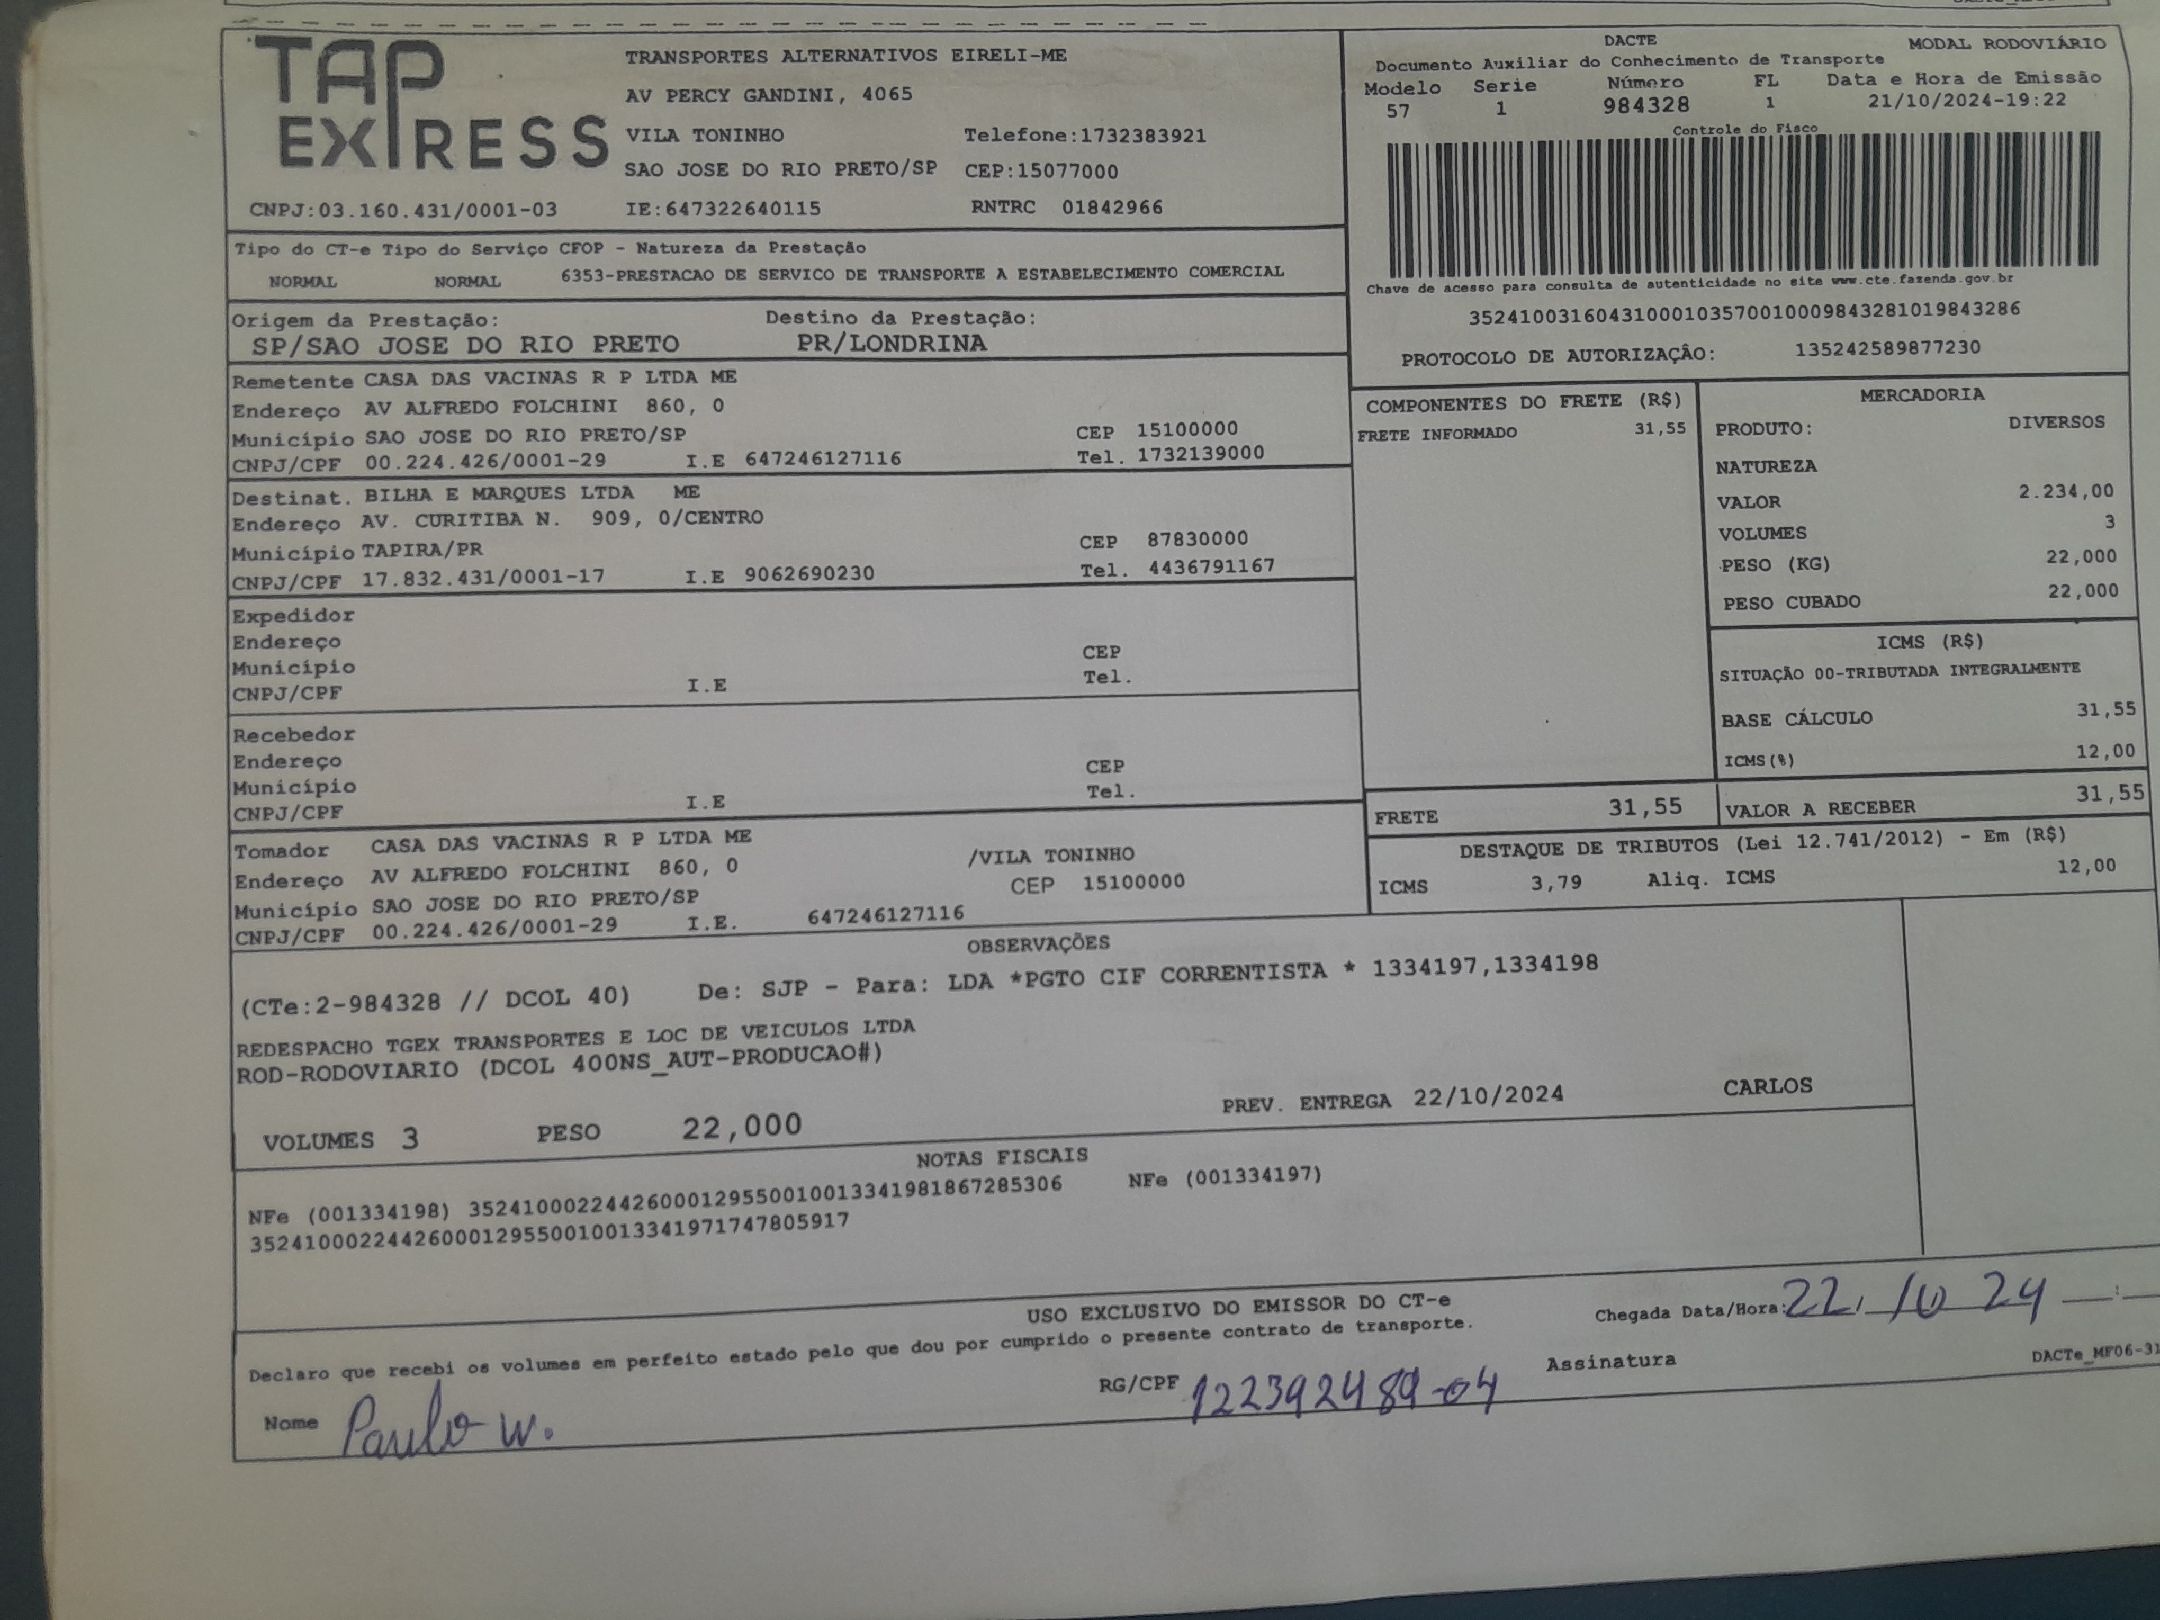 TAP EXPRESS
TRANSPORTES ALTERNATIVOS EIRELI-ME
AV PERCY GANDINI, 4065
VILA TONINHO Telefone:1732383921
SAO JOSE DO RIO PRETO/SP CEP:15077000
CNPJ:03.160.431/0001-03 IE:647322640115 RNTRC 01842966
DACTE MODAL RODOVIÁRIO
Documento Auxiliar do Conhecimento de Transporte
Modelo Serie Número FL Data e Hora de Emissão
57 1 984328 1 21/10/2024-19:22
Controle do Fisco
Chave de acesso para consulta de autenticidade no site www.cte.fazenda.gov.br
35241003160431000103570010009843281019843286
PROTOCOLO DE AUTORIZAÇÂO: 135242589877230
Tipo do CT-e Tipo do Serviço CFOP - Natureza da Prestação
NORMAL NORMAL 6353-PRESTACAO DE SERVICO DE TRANSPORTE A ESTABELECIMENTO COMERCIAL
Origem da Prestação: Destino da Prestação:
SP/SAO JOSE DO RIO PRETO PR/LONDRINA
Remetente CASA DAS VACINAS R P LTDA ME
Endereço AV ALFREDO FOLCHINI 860, 0
Município SAO JOSE DO RIO PRETO/SP CEP 15100000
CNPJ/CPF 00.224.426/0001-29 I.E 647246127116 Tel. 1732139000
Destinat. BILHA E MARQUES LTDA ME
Endereço AV. CURITIBA N. 909, 0/CENTRO
Município TAPIRA/PR CEP 87830000
CNPJ/CPF 17.832.431/0001-17 I.E 9062690230 Tel. 4436791167
Expedidor
Endereço
Município CEP
CNPJ/CPF I.E Tel.
Recebedor
Endereço
Município CEP
CNPJ/CPF I.E Tel.
Tomador CASA DAS VACINAS R P LTDA ME
Endereço AV ALFREDO FOLCHINI 860, 0 /VILA TONINHO
Município SAO JOSE DO RIO PRETO/SP CEP 15100000
CNPJ/CPF 00.224.426/0001-29 I.E. 647246127116
COMPONENTES DO FRETE (R$)
FRETE INFORMADO 31,55
MERCADORIA
PRODUTO: DIVERSOS
NATUREZA
VALOR 2.234,00
VOLUMES 3
PESO (KG) 22,000
PESO CUBADO 22,000
ICMS (R$)
SITUAÇÃO 00-TRIBUTADA INTEGRALMENTE
BASE CÁLCULO 31,55
ICMS(%) 12,00
FRETE 31,55 VALOR A RECEBER 31,55
DESTAQUE DE TRIBUTOS (Lei 12.741/2012) - Em (R$)
ICMS 3,79 Aliq. ICMS 12,00
OBSERVAÇÕES
(CTe:2-984328 // DCOL 40) De: SJP - Para: LDA *PGTO CIF CORRENTISTA * 1334197,1334198
REDESPACHO TGEX TRANSPORTES E LOC DE VEICULOS LTDA
ROD-RODOVIARIO (DCOL 400NS_AUT-PRODUCAO#)
VOLUMES 3 PESO 22,000 PREV. ENTREGA 22/10/2024 CARLOS
NOTAS FISCAIS
NFe (001334198) 35241000224426000129550010013341981867285306 NFe (001334197)
35241000224426000129550010013341971747805917
USO EXCLUSIVO DO EMISSOR DO CT-e
Declaro que recebi os volumes em perfeito estado pelo que dou por cumprido o presente contrato de transporte.
Chegada Data/Hora: 22/10 24
Nome Paulo W. RG/CPF 122392489-04 Assinatura
DACTe_MF06-31